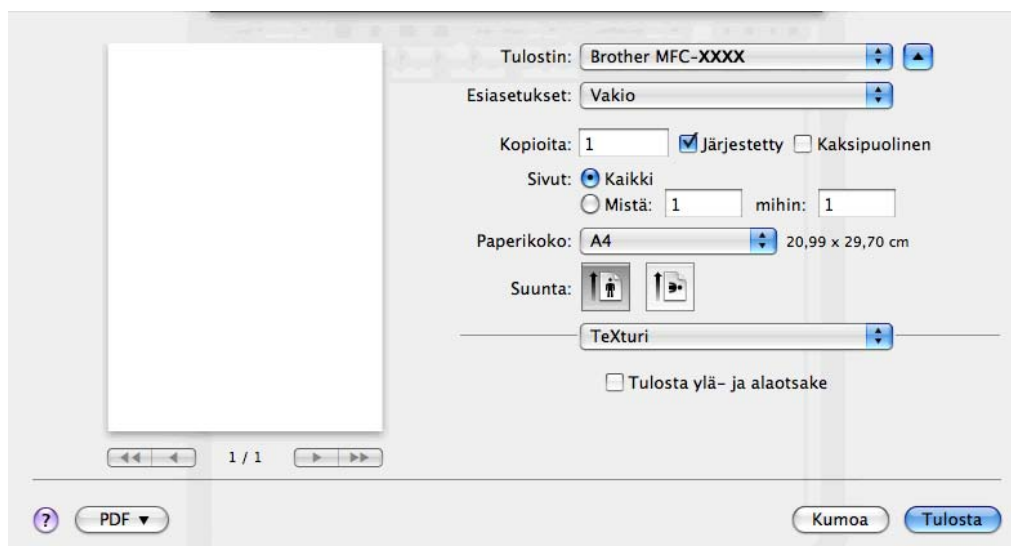 Tulostin: Brother MFC-XXXX
Esiasetukset: Vakio
Kopioita: 1 Järjestetty Kaksipuolinen
Sivut: Kaikki
Mistä: 1 mihin: 1
Paperikoko: A4 20,99 x 29,70 cm
Suunta:
TeXturi
Tulosta ylä- ja alaotsake
1 / 1
? PDF Kumoa Tulosta